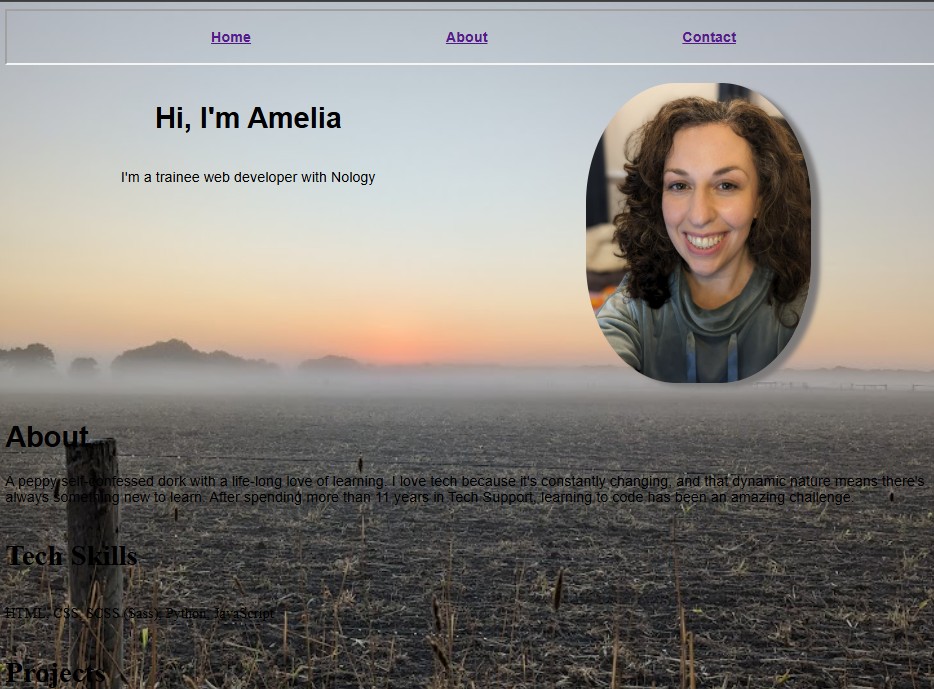 Home About Contact
Hi, I'm Amelia
I'm a trainee web developer with Nology
About
A peppy self-confessed dork with a life-long love of learning. I love tech because it's constantly changing, and that dynamic nature means there's
always something new to learn. After spending more than 11 years in Tech Support, learning to code has been an amazing challenge.
Tech Skills
HTML, CSS, SCSS (Sass), Python, JavaScript
Projects